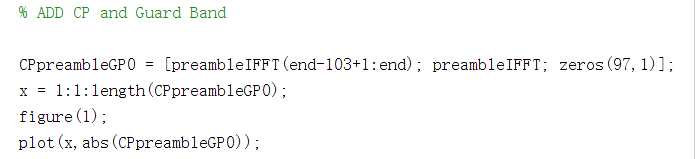 % ADD CP and Guard Band
CPpreambleGP0 = [preambleIFFT(end-103+1:end); preambleIFFT; zeros(97,1)];
x = 1:1:length(CPpreambleGP0);
figure(1);
plot(x,abs(CPpreambleGP0));